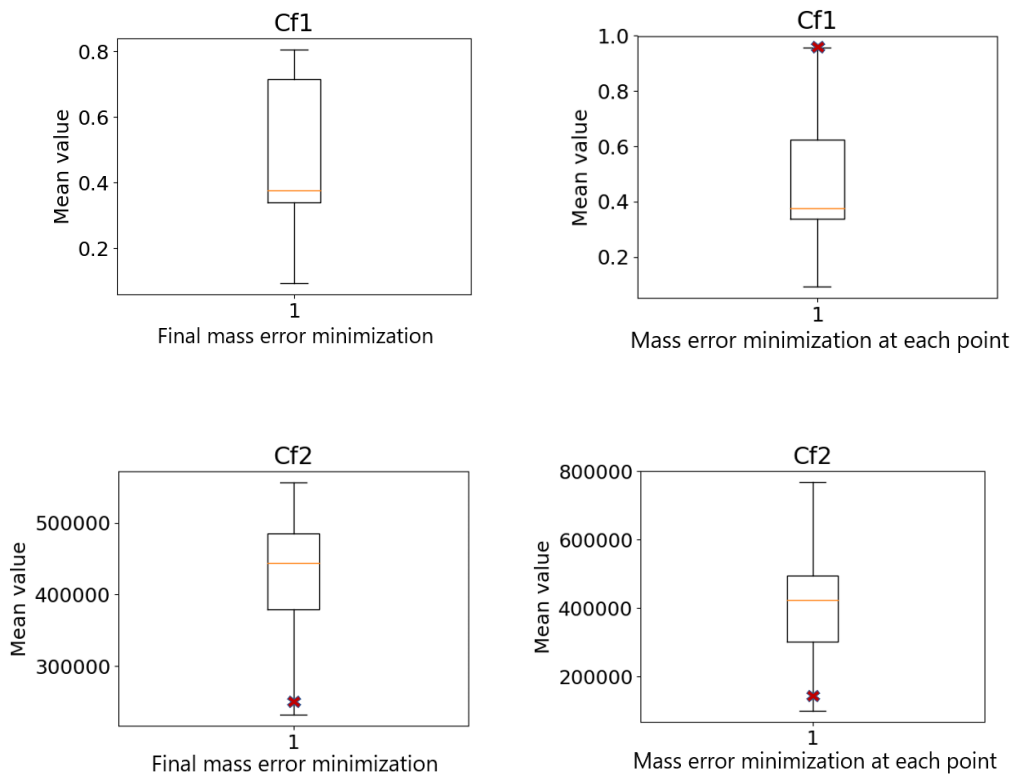 Cf1
0.8
0.6
0.4
0.2
Mean value
1
Final mass error minimization
Cf1
1.0
0.8
0.6
0.4
0.2
Mean value
1
Mass error minimization at each point
Cf2
500000
400000
300000
Mean value
1
Final mass error minimization
Cf2
800000
600000
400000
200000
Mean value
1
Mass error minimization at each point